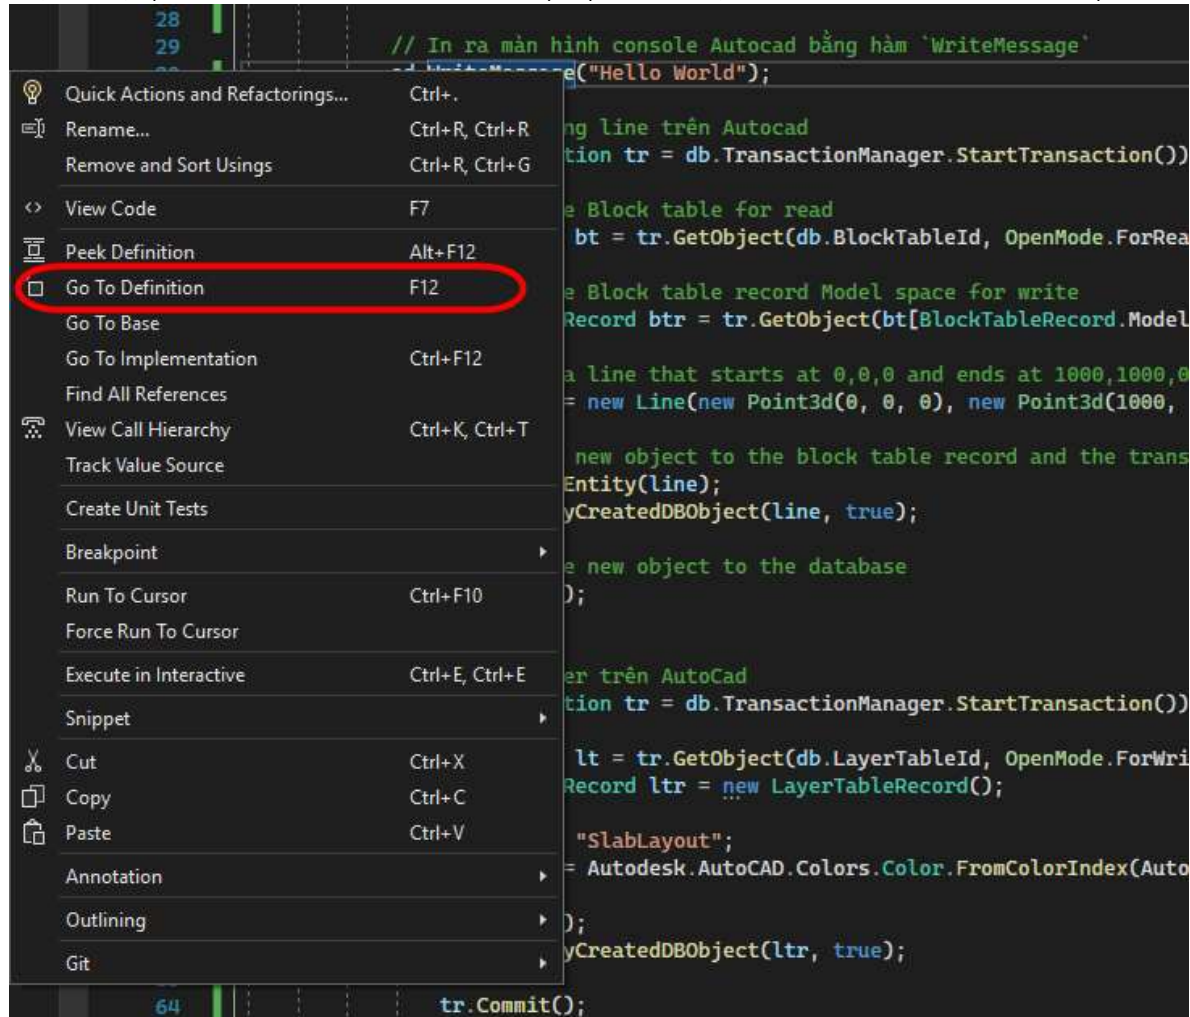 28
29 // In ra màn hình console Autocad bằng hàm `WriteMessage`
("Hello World");
Quick Actions and Refactorings... Ctrl+.
Rename... Ctrl+R, Ctrl+R
line trên Autocad
Remove and Sort Usings Ctrl+R, Ctrl+G
tr = db.TransactionManager.StartTransaction())
View Code F7
Block table for read
Peek Definition Alt+F12
bt = tr.GetObject(db.BlockTableId, OpenMode.ForRea
Go To Definition F12
Block table record Model space for write
Go To Base
Record btr = tr.GetObject(bt[BlockTableRecord.Model
Go To Implementation Ctrl+F12
a line that starts at 0,0,0 and ends at 1000,1000,0
Find All References
= new Line(new Point3d(0, 0, 0), new Point3d(1000,
View Call Hierarchy Ctrl+K, Ctrl+T
new object to the block table record and the trans
Track Value Source
Entity(line);
Create Unit Tests
yCreatedDBObject(line, true);
Breakpoint
new object to the database
Run To Cursor Ctrl+F10
);
Force Run To Cursor
Execute in Interactive Ctrl+E, Ctrl+E
er trên AutoCad
Snippet
tion tr = db.TransactionManager.StartTransaction())
Cut Ctrl+X
lt = tr.GetObject(db.LayerTableId, OpenMode.ForWri
Copy Ctrl+C
Record ltr = new LayerTableRecord();
Paste Ctrl+V
"SlabLayout";
Annotation
= Autodesk.AutoCAD.Colors.Color.FromColorIndex(Auto
Outlining
);
yCreatedDBObject(ltr, true);
Git
64 tr.Commit();